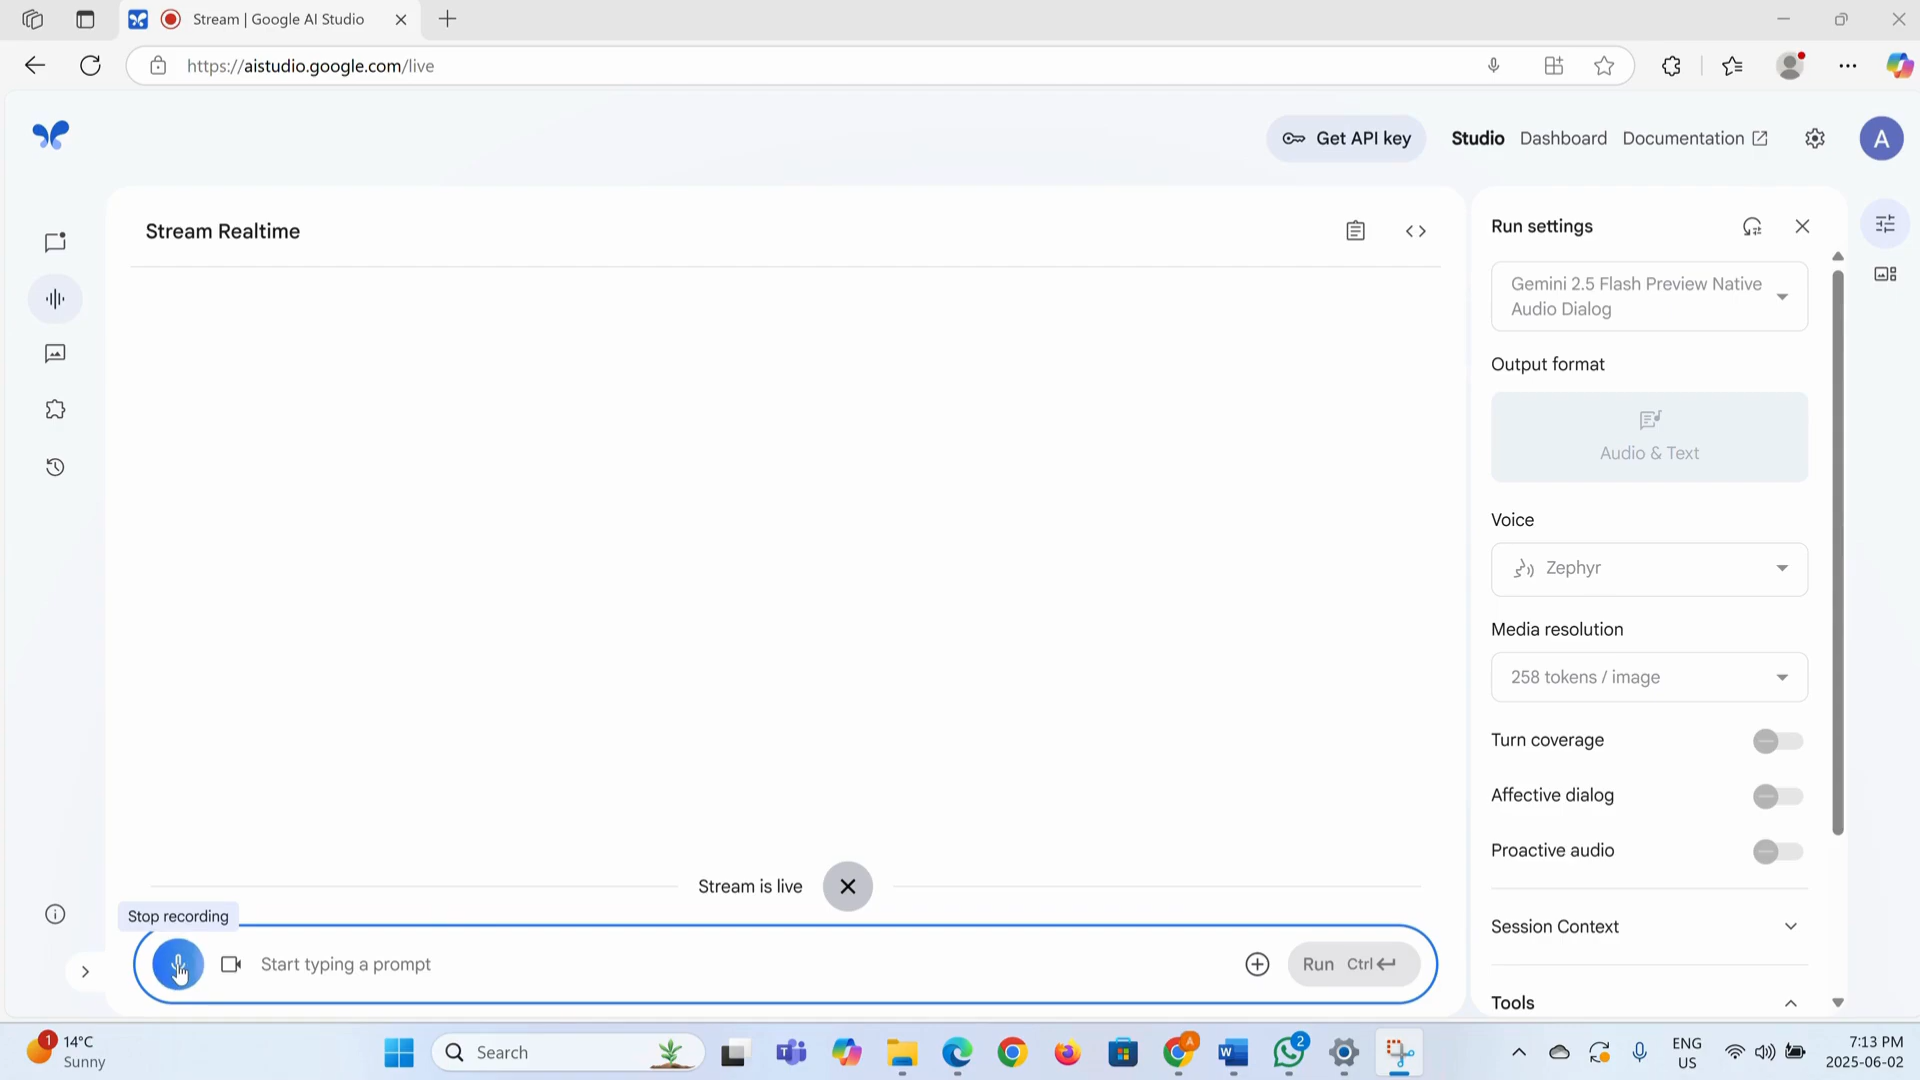 Stream | Google AI Studio
https://aistudio.google.com/live
Get API key
Studio
Dashboard
Documentation
A
Stream Realtime
Run settings
Gemini 2.5 Flash Preview Native
Audio Dialog
Output format
Audio & Text
Voice
Zephyr
Media resolution
258 tokens / image
Turn coverage
Affective dialog
Proactive audio
Stream is live
Stop recording
Session Context
Start typing a prompt
Run Ctrl
Tools
1
14°C
Sunny
Search
A
2
ENG
US
7:13 PM
2025-06-02